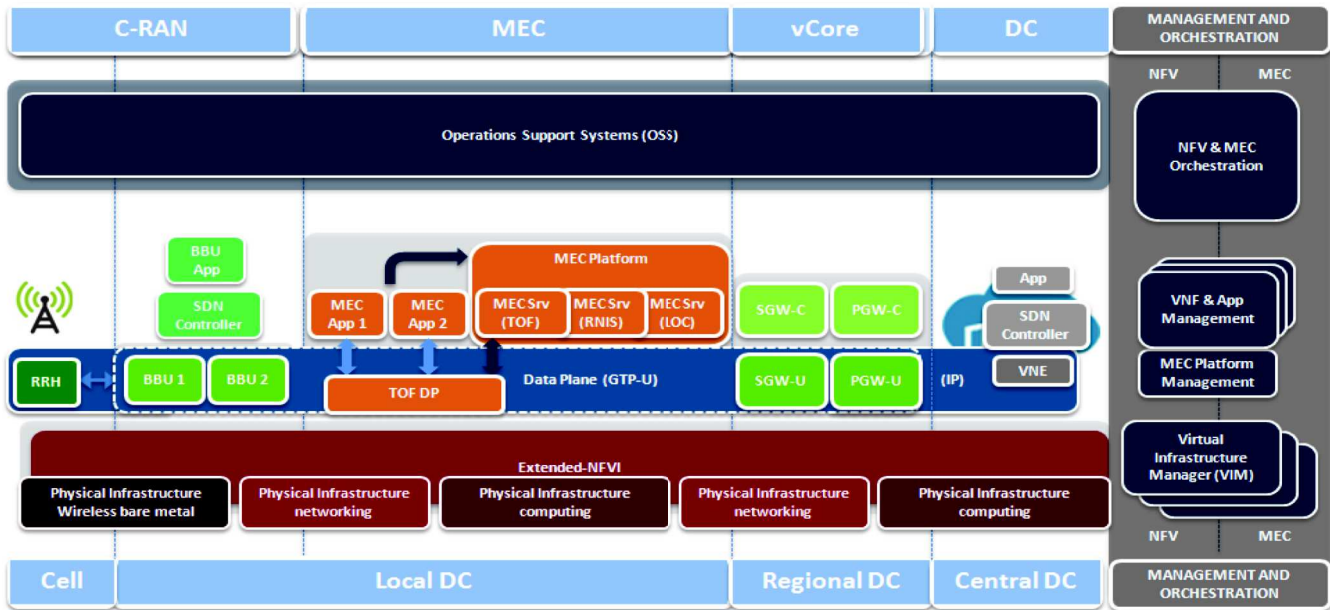 C-RAN
MEC
vCore
DC
MANAGEMENT AND
ORCHESTRATION
NFV
MEC
Operations Support Systems (OSS)
NFV & MEC
Orchestration
BBU
App
SDN
Controller
MEC
App 1
MEC
App 2
MEC Platform
MEC Srv
(TOF)
MEC Srv
(RNIS)
MEC Srv
(LOC)
SGW-C
PGW-C
App
SDN
Controller
VNF & App
Management
RRH
BBU 1
BBU 2
TOF DP
Data Plane (GTP-U)
SGW-U
PGW-U
(IP)
VNE
MEC Platform
Management
Extended-NFVI
Physical Infrastructure
Wireless bare metal
Physical Infrastructure
networking
Physical Infrastructure
computing
Physical Infrastructure
networking
Physical Infrastructure
computing
Virtual
Infrastructure
Manager (VIM)
NFV
MEC
Cell
Local DC
Regional DC
Central DC
MANAGEMENT AND
ORCHESTRATION